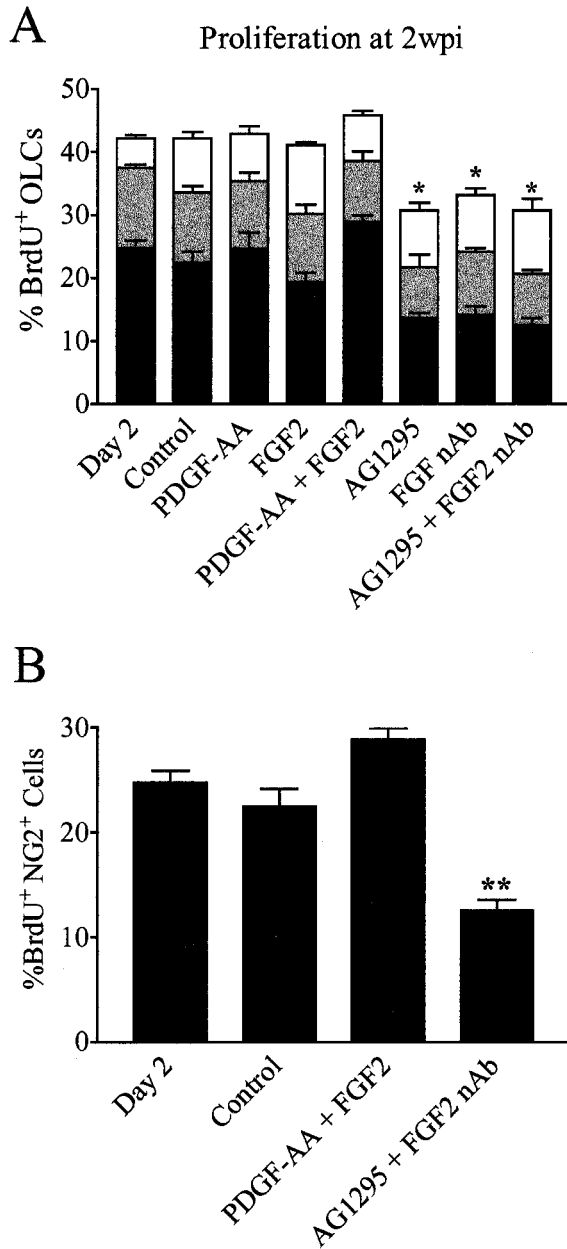 A
Proliferation at 2wpi
% BrdU+ OLCs
50
40
30
20
10
0
* * *
Day 2
Control
PDGF-AA
FGF2
PDGF-AA + FGF2
AG1295
FGF nAb
AG1295 + FGF2 nAb
B
%BrdU+ NG2+ Cells
30
20
10
0
**
Day 2
Control
PDGF-AA + FGF2
AG1295 + FGF2 nAb